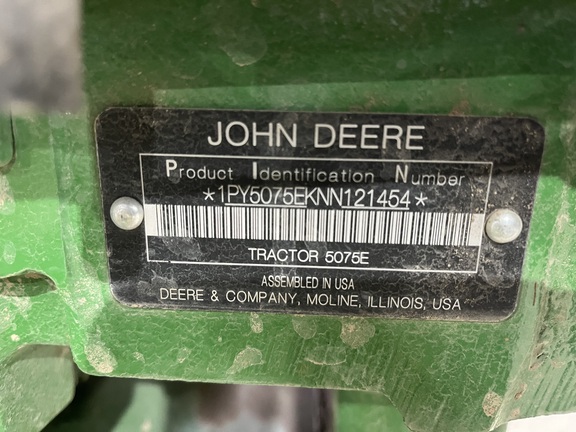 JOHN DEERE
Product Identification Number
*1PY5075EKNN121454*
TRACTOR 5075E
ASSEMBLED IN USA
DEERE & COMPANY, MOLINE, ILLINOIS, USA